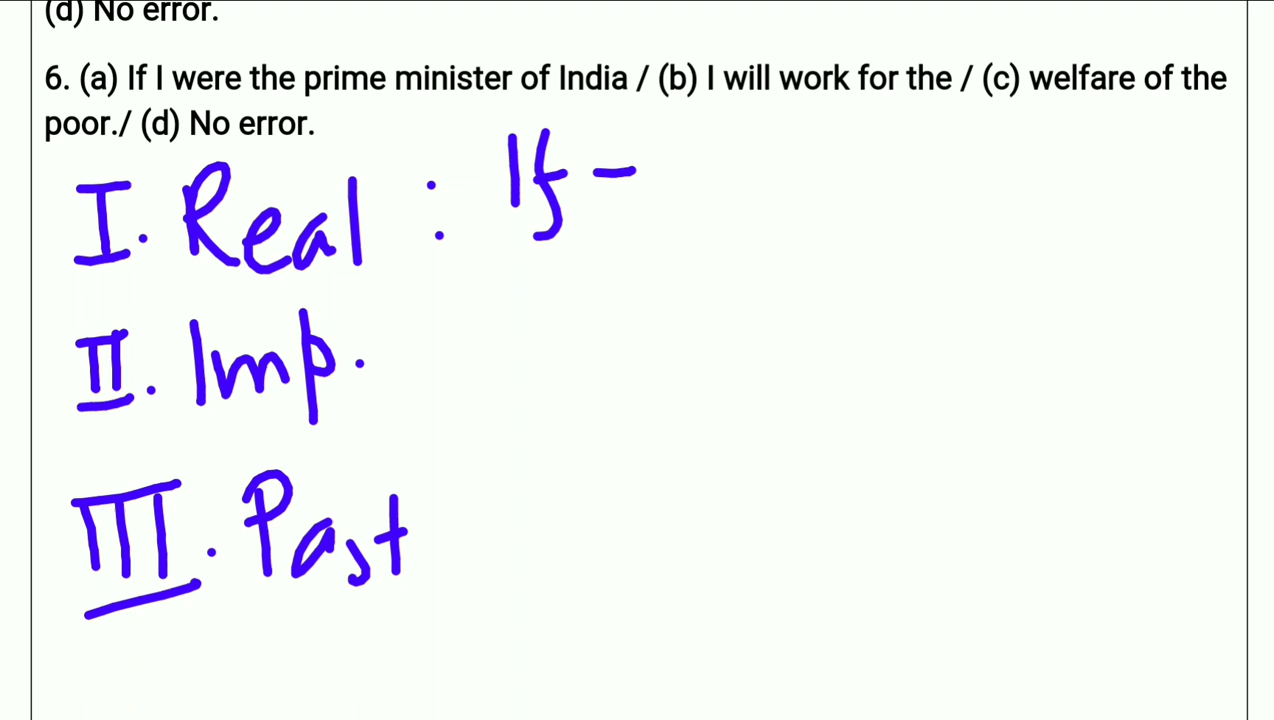 (d) No error.
6. (a) If I were the prime minister of India / (b) I will work for the / (c) welfare of the
poor./ (d) No error.
I. Real : If -
II. Imp.
III. Past